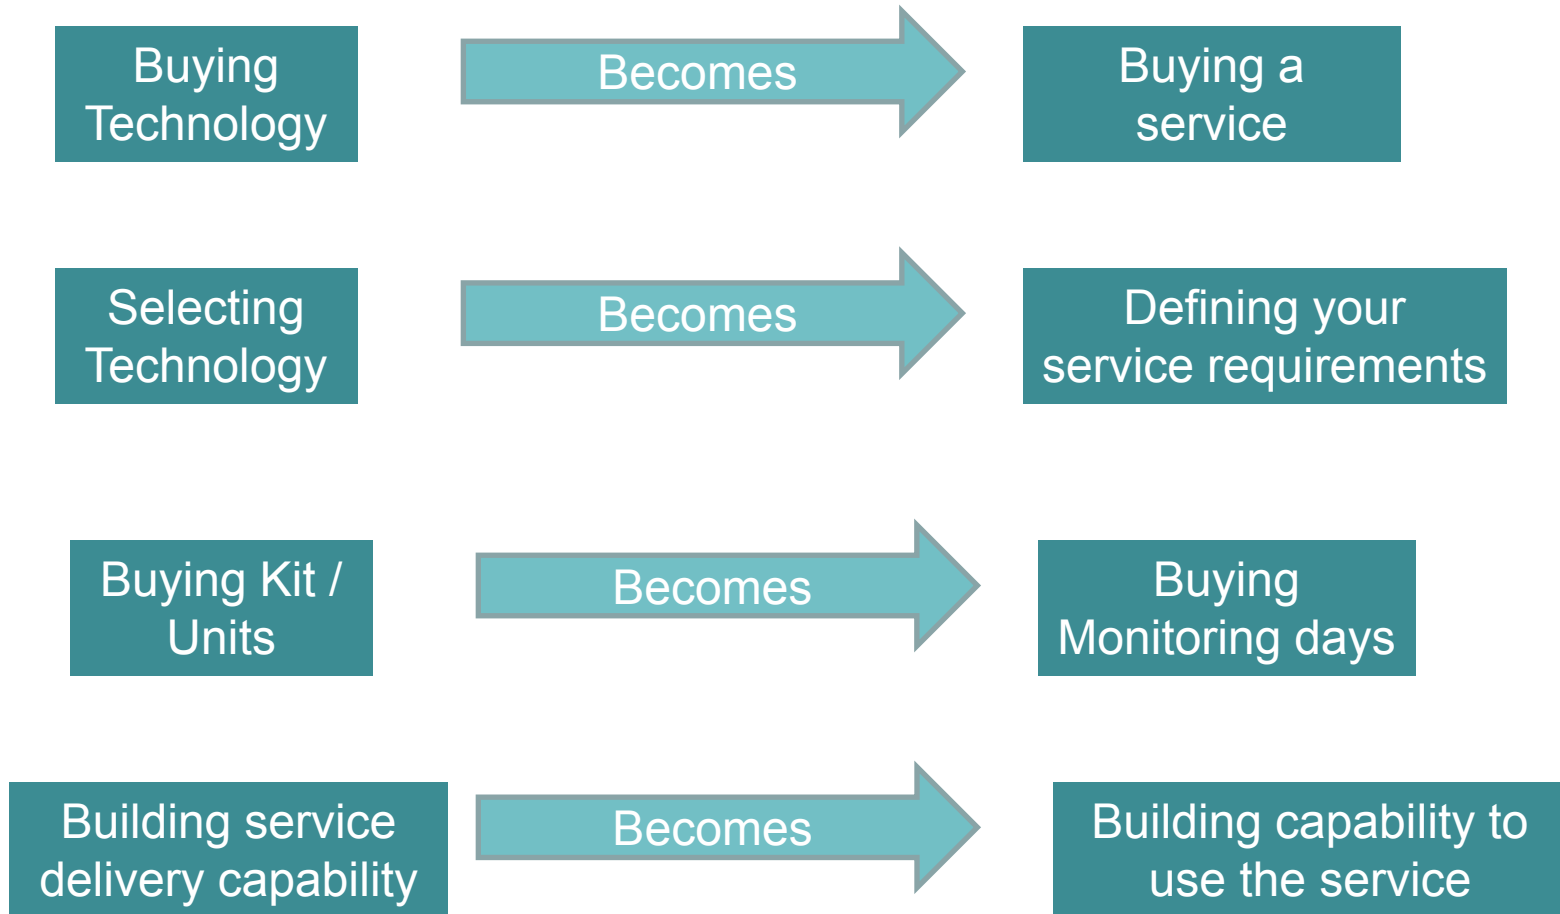 Buying
Technology
Becomes
Buying a
service
Selecting
Technology
Becomes
Defining your
service requirements
Buying Kit /
Units
Becomes
Buying
Monitoring days
Building service
delivery capability
Becomes
Building capability to
use the service